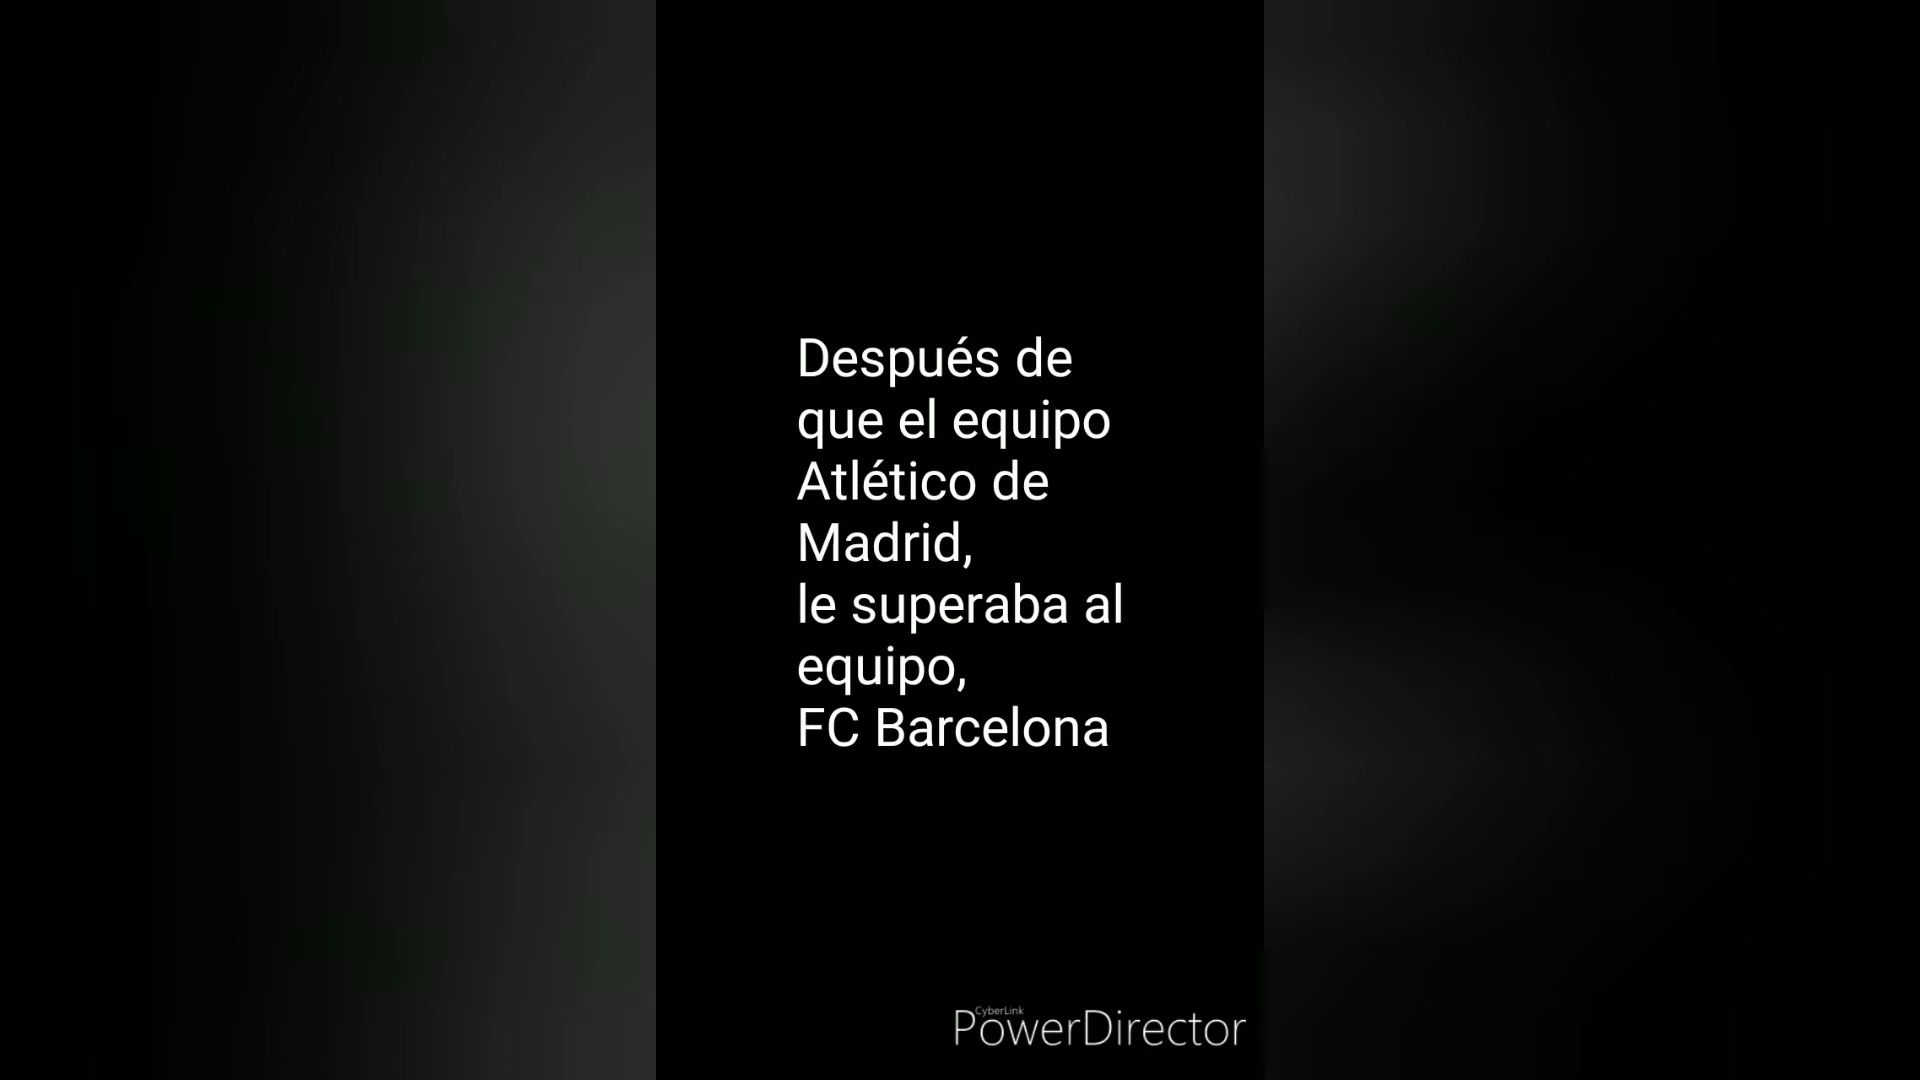 Después de
que el equipo
Atlético de
Madrid,
le superaba al
equipo,
FC Barcelona
CyberLink
PowerDirector